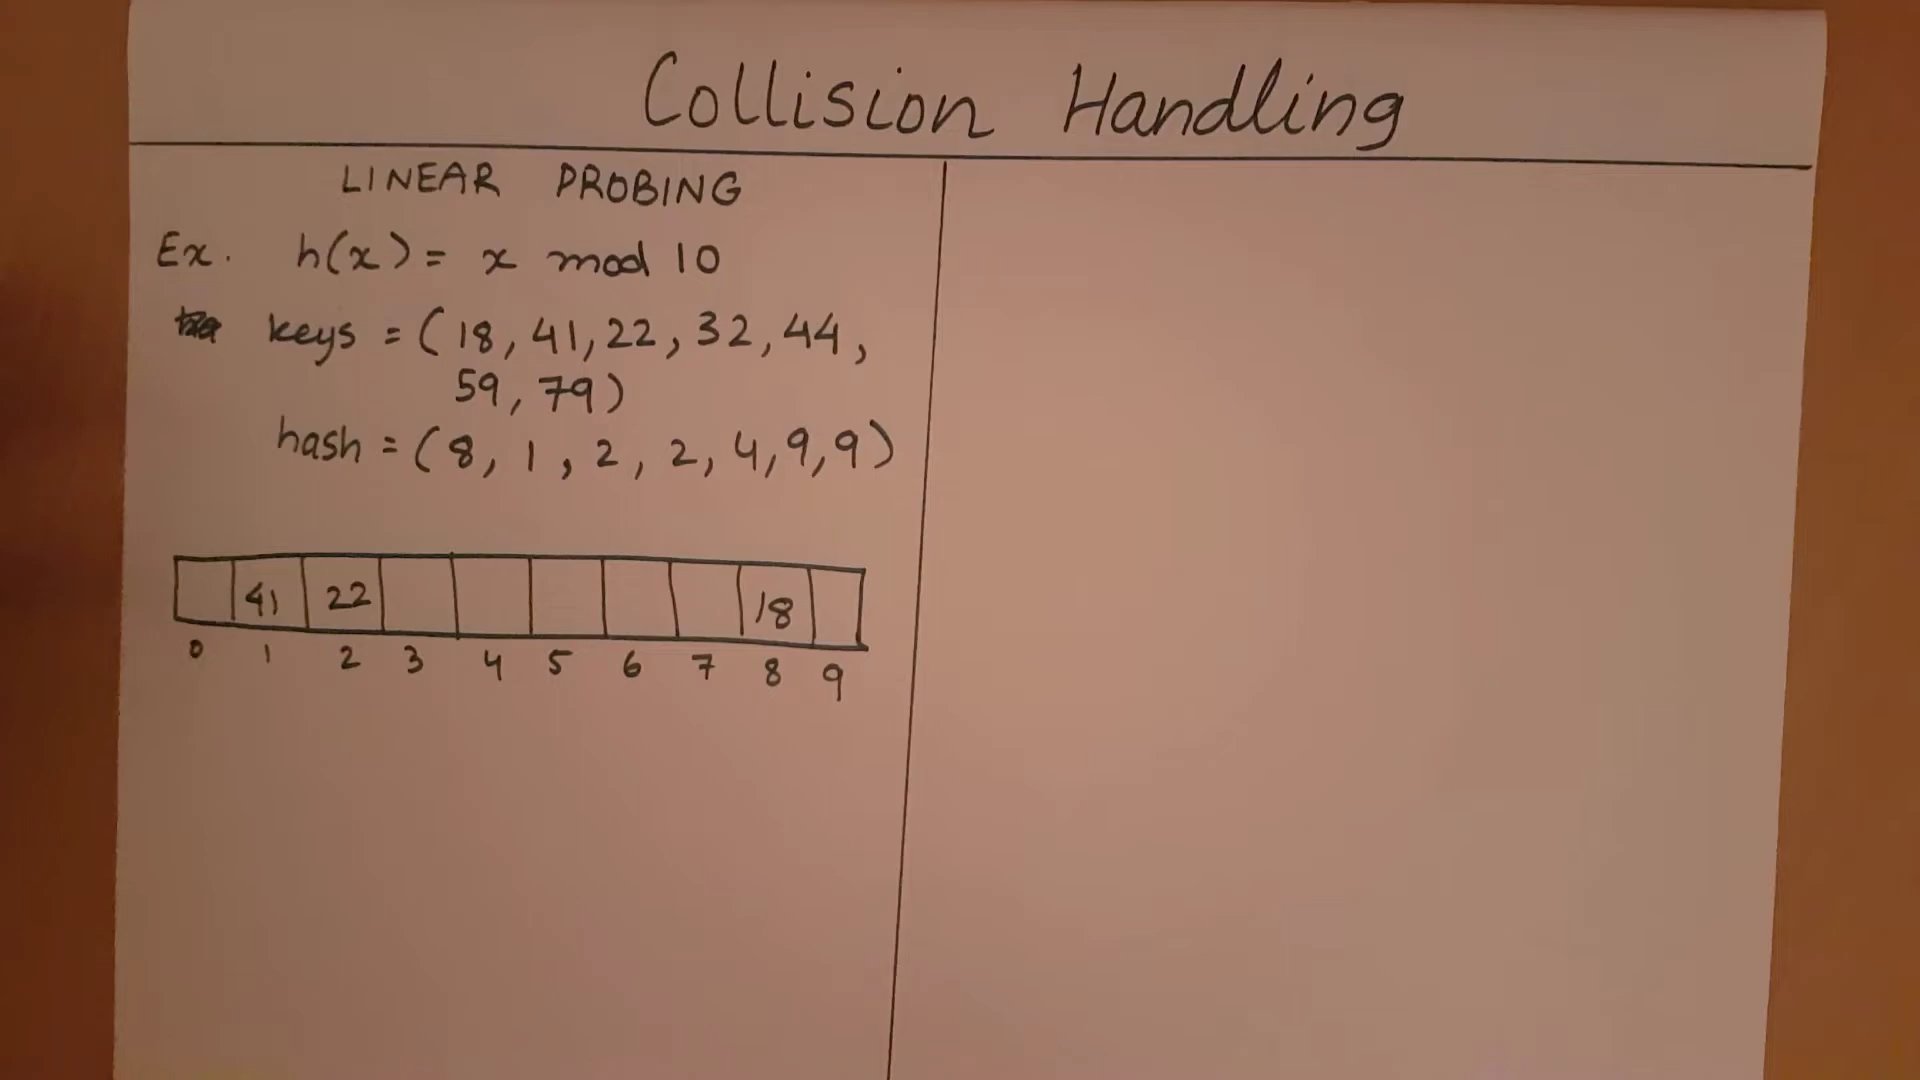 Collision Handling
LINEAR PROBING
Ex. h(x) = x mod 10
keys = (18, 41, 22, 32, 44,
59, 79)
hash = (8, 1, 2, 2, 4, 9, 9)
41 22 18
0 1 2 3 4 5 6 7 8 9